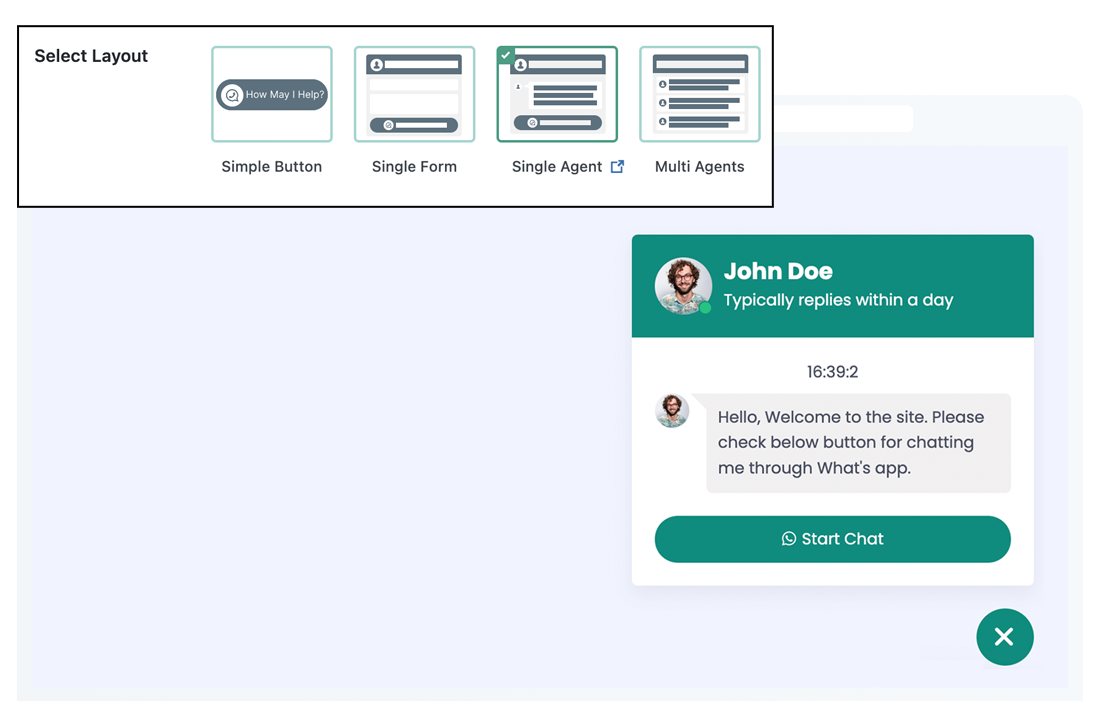 Select Layout
How May I Help?
Simple Button
Single Form
Single Agent
Multi Agents
John Doe
Typically replies within a day
16:39:2
Hello, Welcome to the site. Please
check below button for chatting
me through What's app.
Start Chat